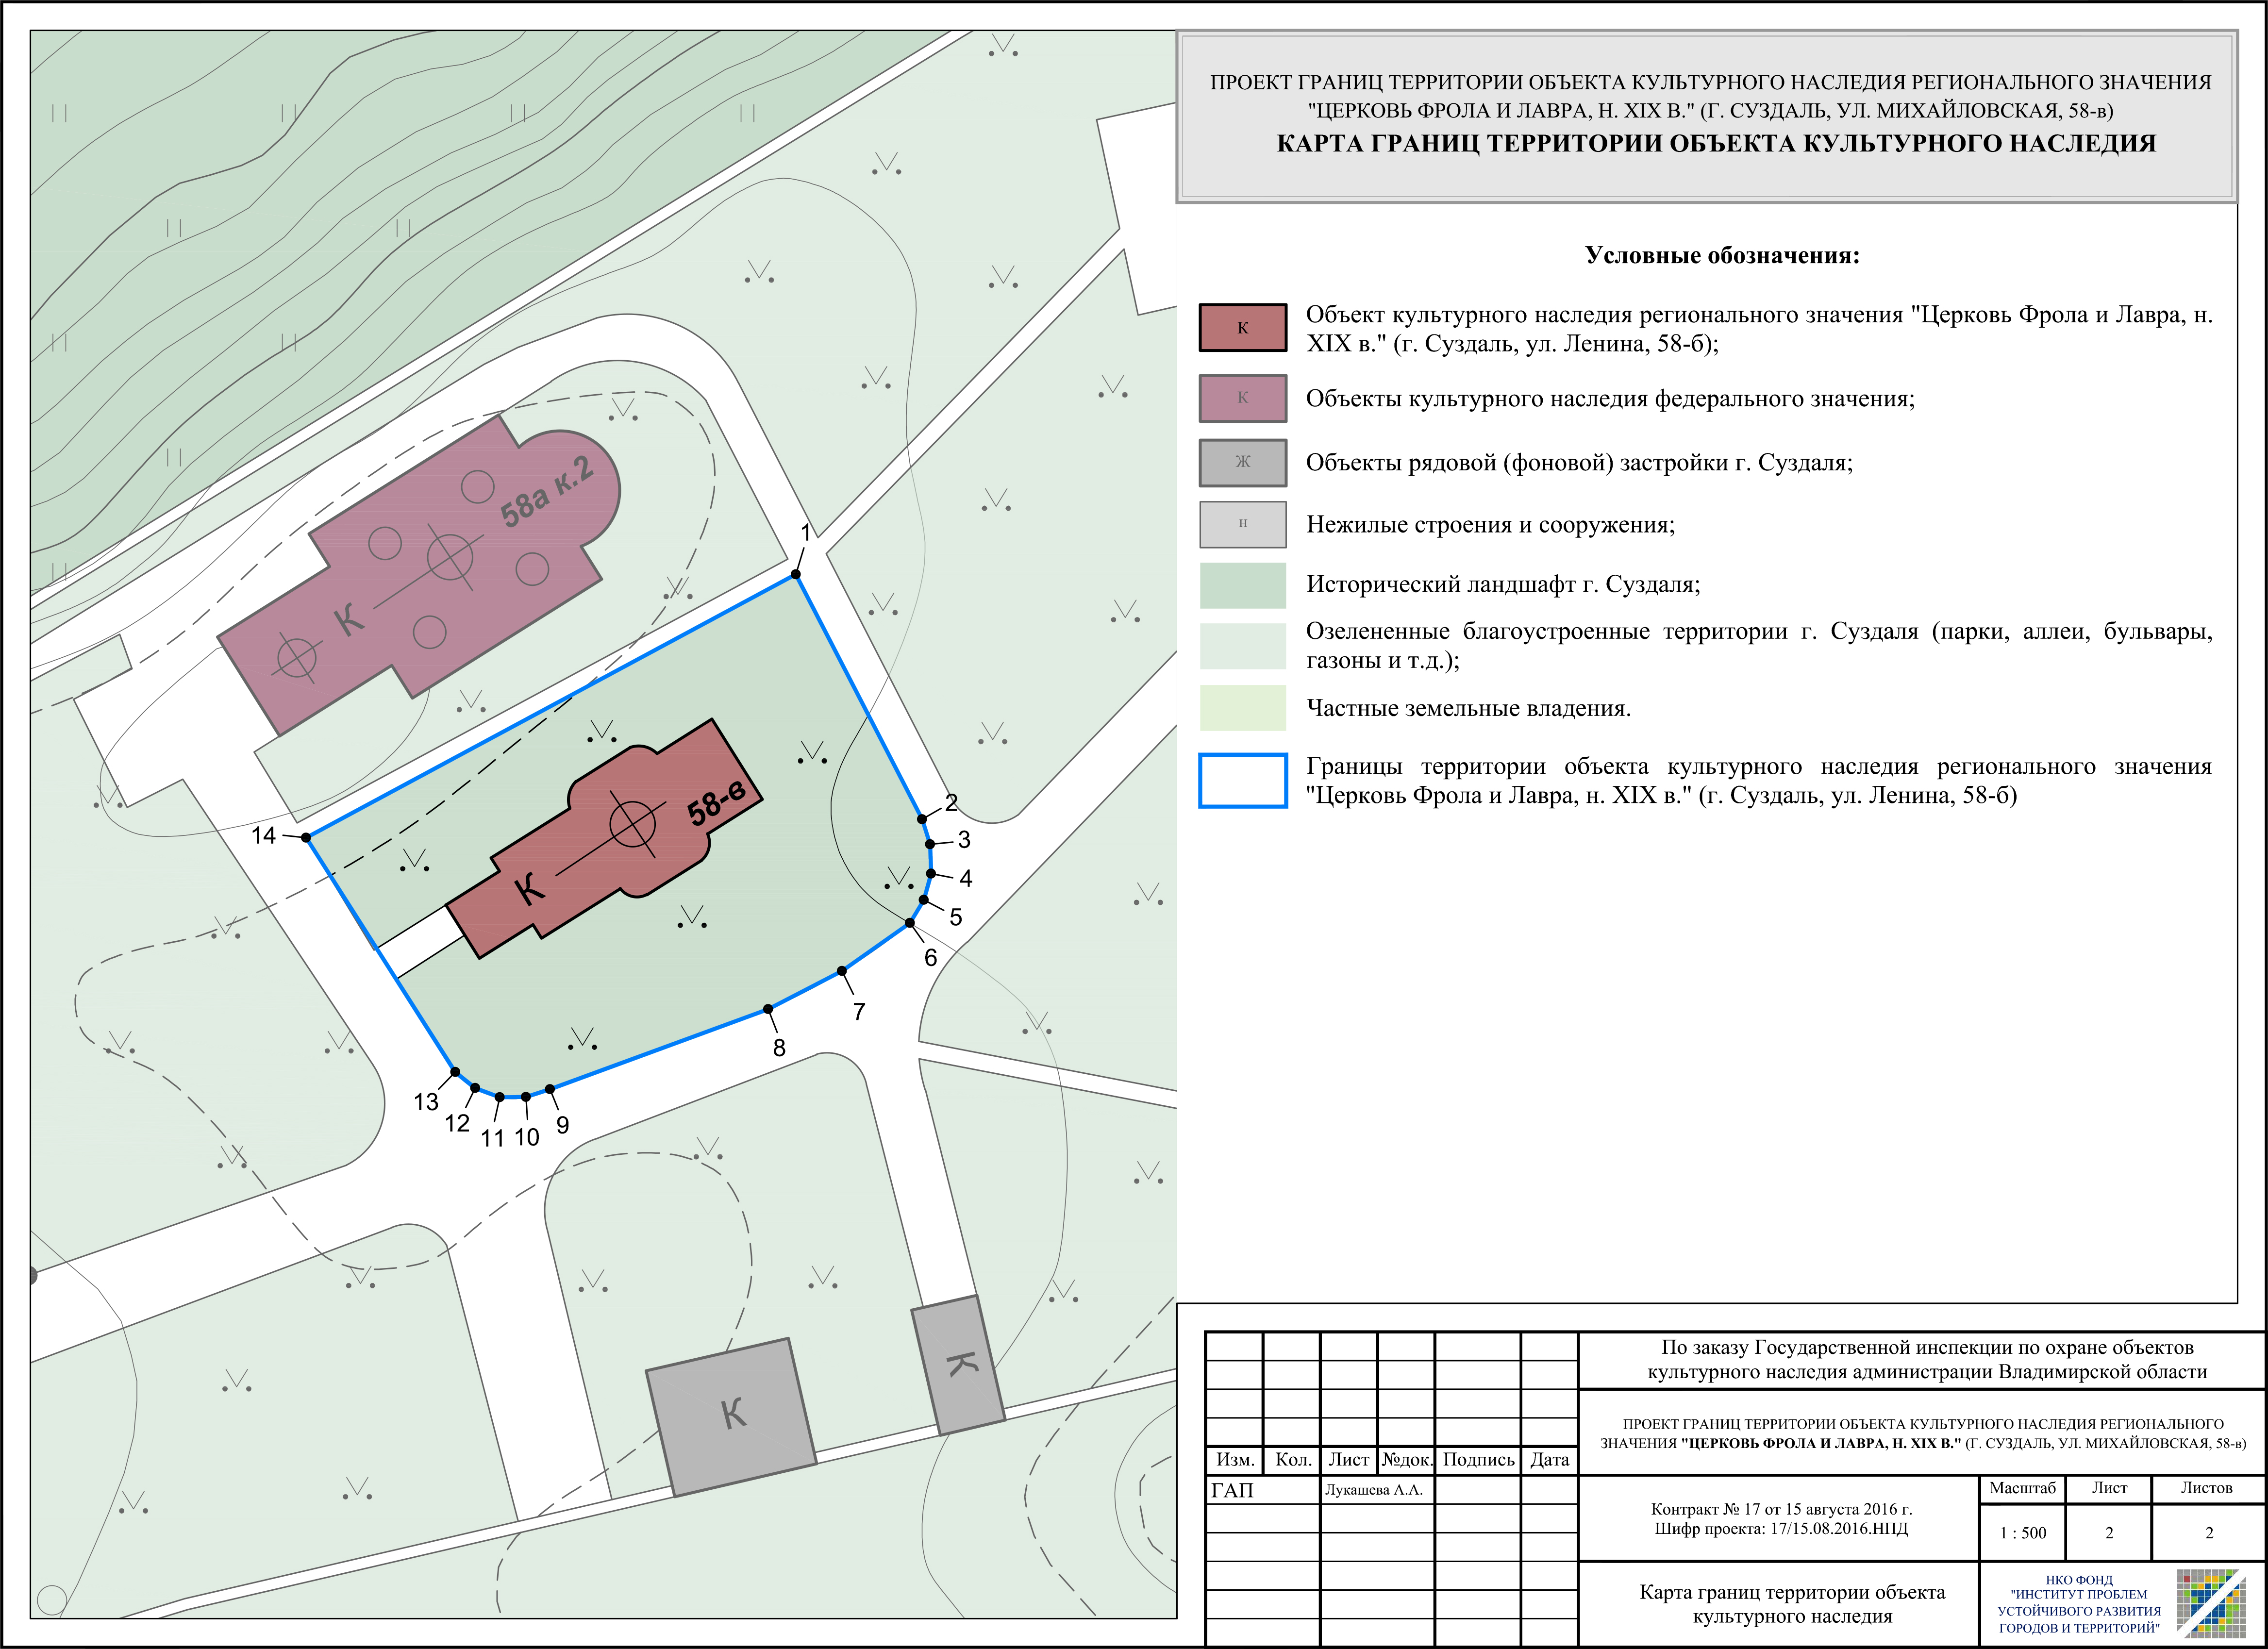 ПРОЕКТ ГРАНИЦ ТЕРРИТОРИИ ОБЪЕКТА КУЛЬТУРНОГО НАСЛЕДИЯ РЕГИОНАЛЬНОГО ЗНАЧЕНИЯ
"ЦЕРКОВЬ ФРОЛА И ЛАВРА, Н. XIX В." (Г. СУЗДАЛЬ, УЛ. МИХАЙЛОВСКАЯ, 58-в)
КАРТА ГРАНИЦ ТЕРРИТОРИИ ОБЪЕКТА КУЛЬТУРНОГО НАСЛЕДИЯ
58а к.2
К
1
2
3
4
5
6
7
8
9
10
11
12
13
14
58-в
К
К
К
Условные обозначения:
К
Объект культурного наследия регионального значения "Церковь Фрола и Лавра, н.
XIX в." (г. Суздаль, ул. Ленина, 58-б);
К
Объекты культурного наследия федерального значения;
Ж
Объекты рядовой (фоновой) застройки г. Суздаля;
н
Нежилые строения и сооружения;
Исторический ландшафт г. Суздаля;
Озелененные благоустроенные территории г. Суздаля (парки, аллеи, бульвары,
газоны и т.д.);
Частные земельные владения.
Границы территории объекта культурного наследия регионального значения
"Церковь Фрола и Лавра, н. XIX в." (г. Суздаль, ул. Ленина, 58-б)
По заказу Государственной инспекции по охране объектов
культурного наследия администрации Владимирской области
ПРОЕКТ ГРАНИЦ ТЕРРИТОРИИ ОБЪЕКТА КУЛЬТУРНОГО НАСЛЕДИЯ РЕГИОНАЛЬНОГО
ЗНАЧЕНИЯ "ЦЕРКОВЬ ФРОЛА И ЛАВРА, Н. XIX В." (Г. СУЗДАЛЬ, УЛ. МИХАЙЛОВСКАЯ, 58-в)
Изм. Кол. Лист №док. Подпись Дата
ГАП Лукашева А.А.
Контракт № 17 от 15 августа 2016 г.
Шифр проекта: 17/15.08.2016.НПД
Масштаб Лист Листов
1 : 500 2 2
Карта границ территории объекта
культурного наследия
НКО ФОНД
"ИНСТИТУТ ПРОБЛЕМ
УСТОЙЧИВОГО РАЗВИТИЯ
ГОРОДОВ И ТЕРРИТОРИЙ"